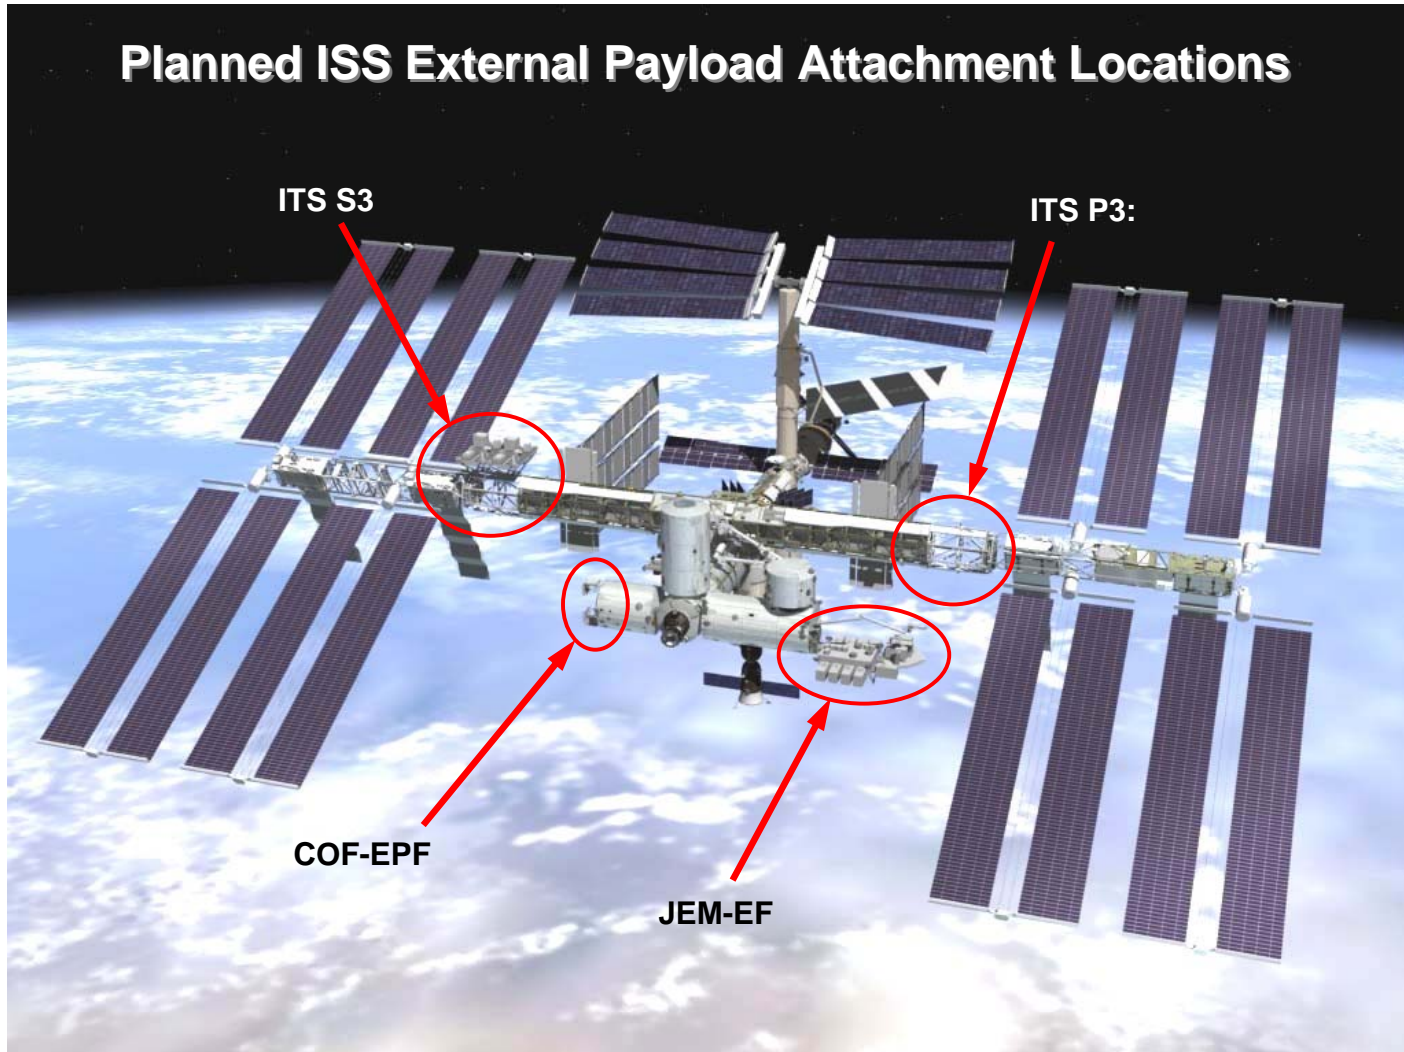 Planned ISS External Payload Attachment Locations
ITS S3
ITS P3:
COF-EPF
JEM-EF